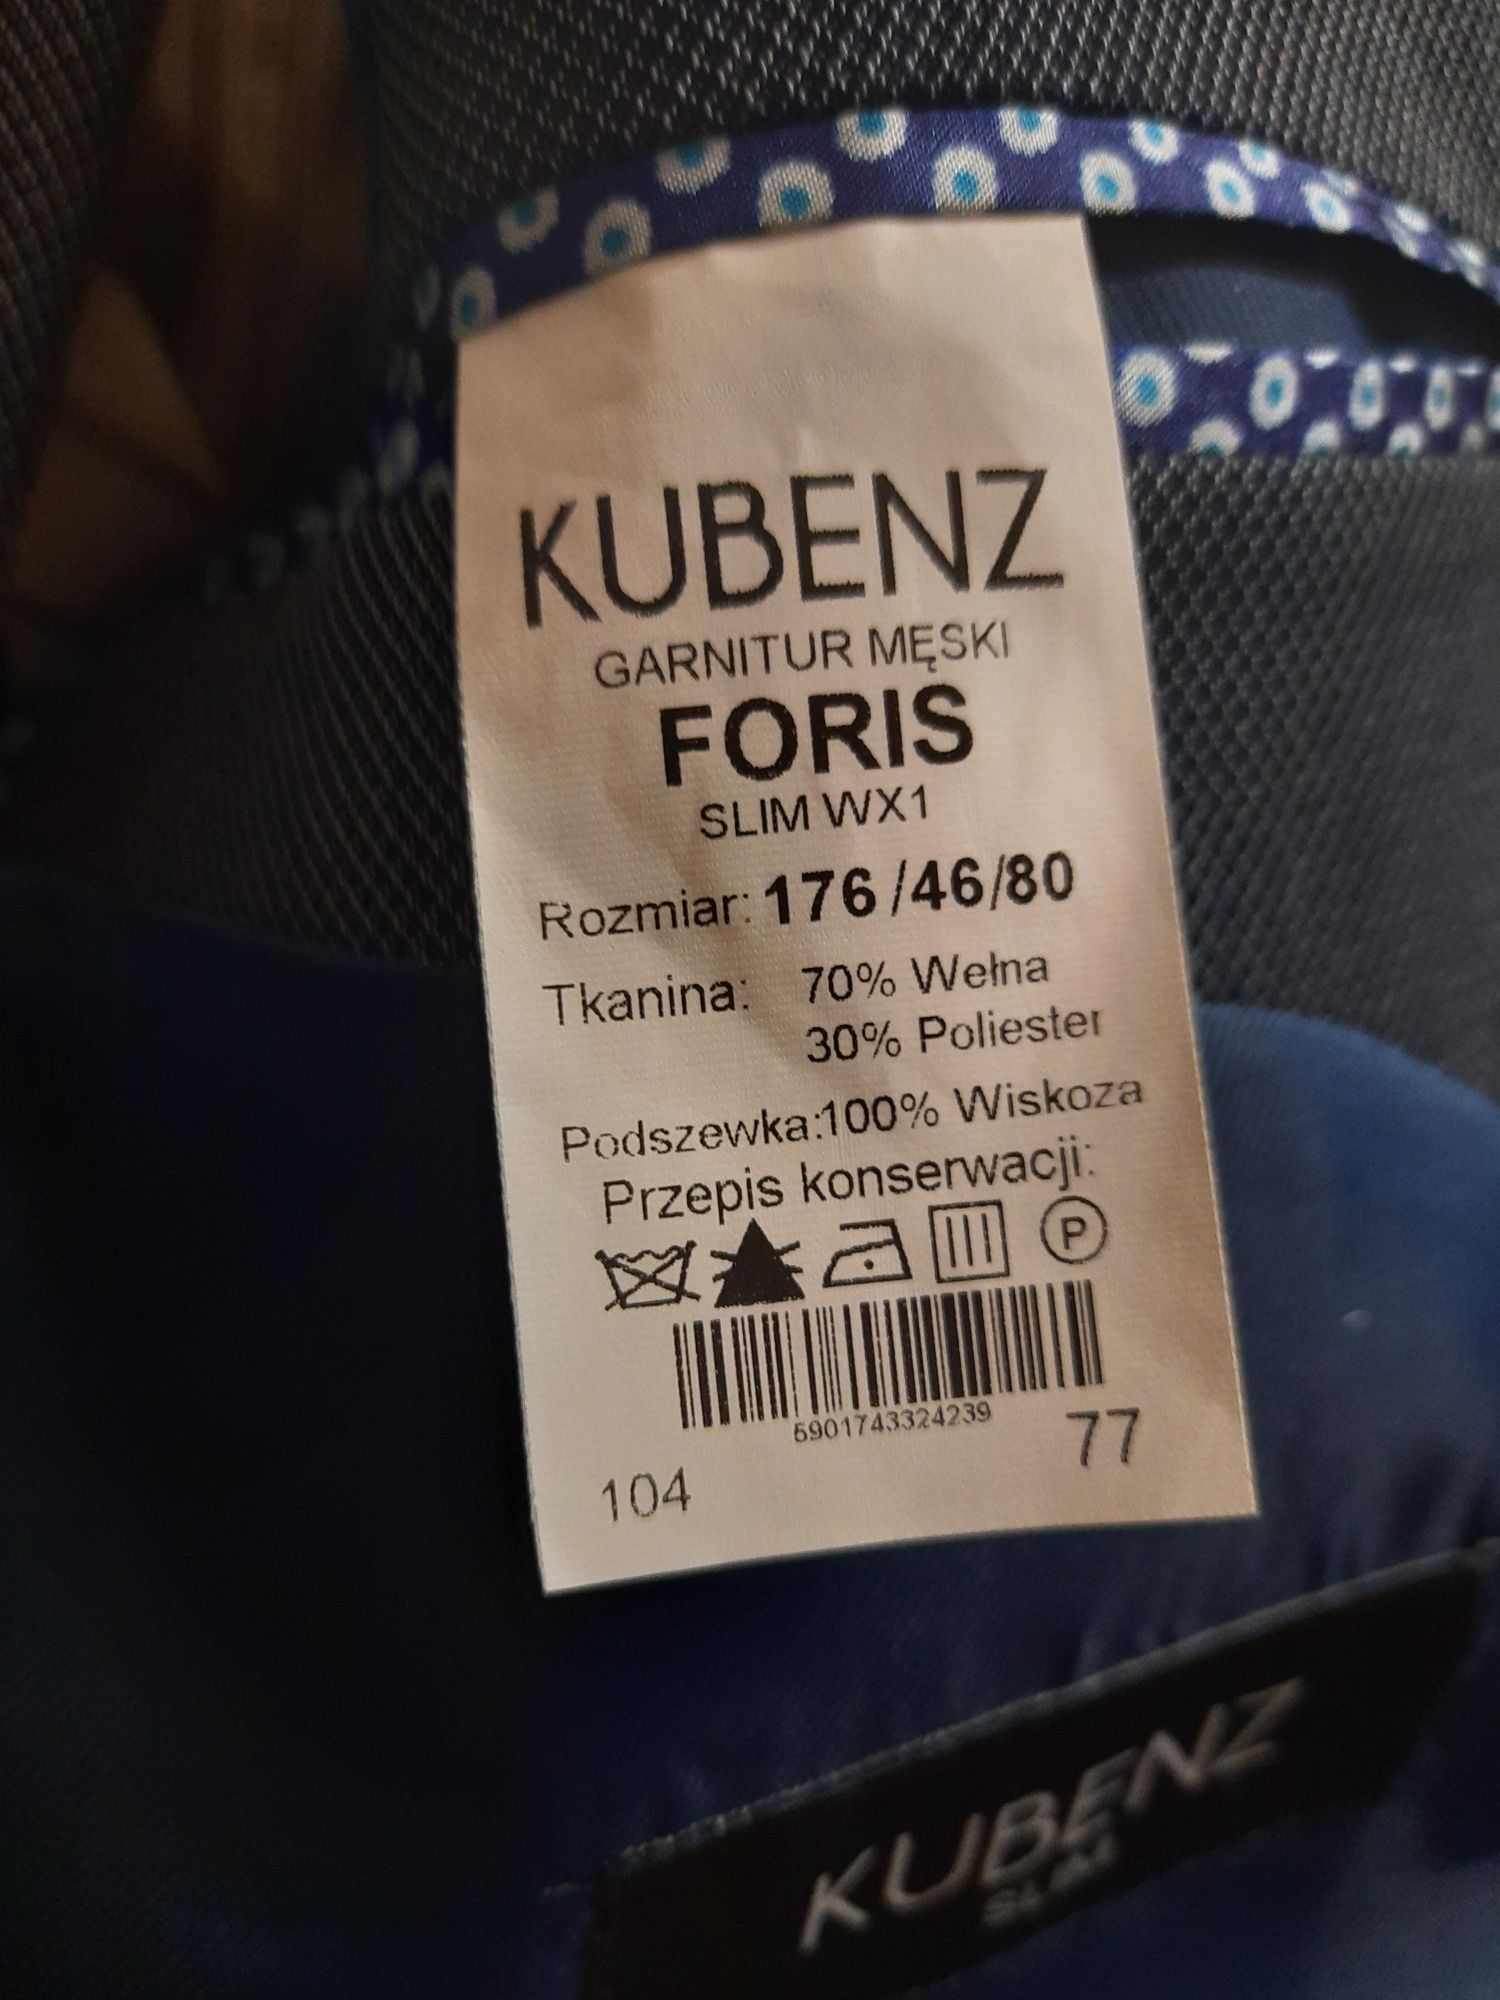 KUBENZ
GARNITUR MĘSKI
FORIS
SLIM WX1
Rozmiar: 176/46/80
Tkanina: 70% Wełna
30% Poliester
Podszewka:100% Wiskoza
Przepis konserwacji:
P
5901743324239
77
104
KUBENZ
SLIM